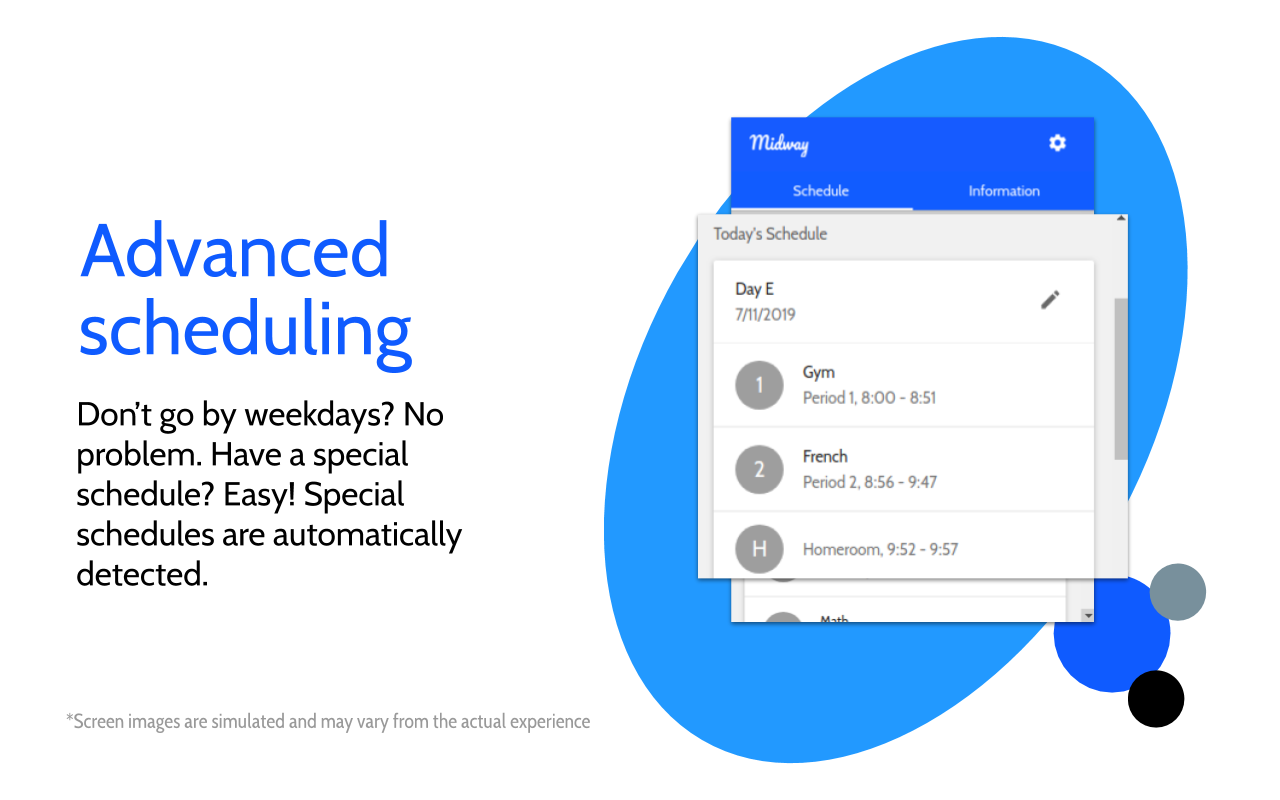 Advanced
scheduling
Don't go by weekdays? No
problem. Have a special
schedule? Easy! Special
schedules are automatically
detected.
*Screen images are simulated and may vary from the actual experience
Midway
Schedule
Information
Today's Schedule
Day E
7/11/2019
1
Gym
Period 1, 8:00 - 8:51
2
French
Period 2, 8:56 - 9:47
H
Homeroom, 9:52 - 9:57
Math